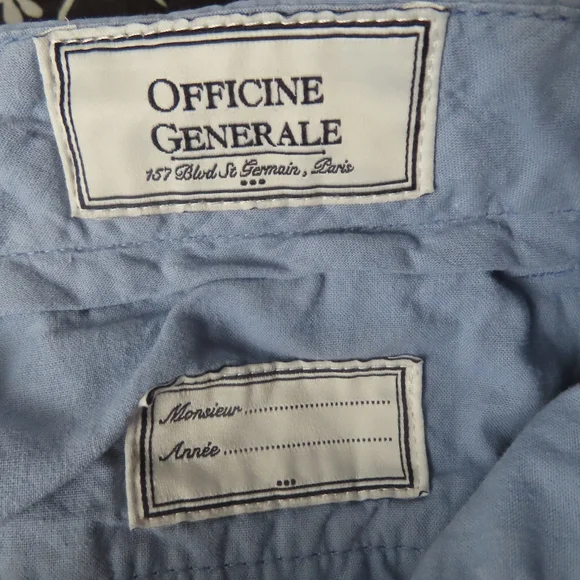 OFFICINE
GENERALE
157 Blvd St Germain, Paris
Monsieur ..............................
Année ..............................